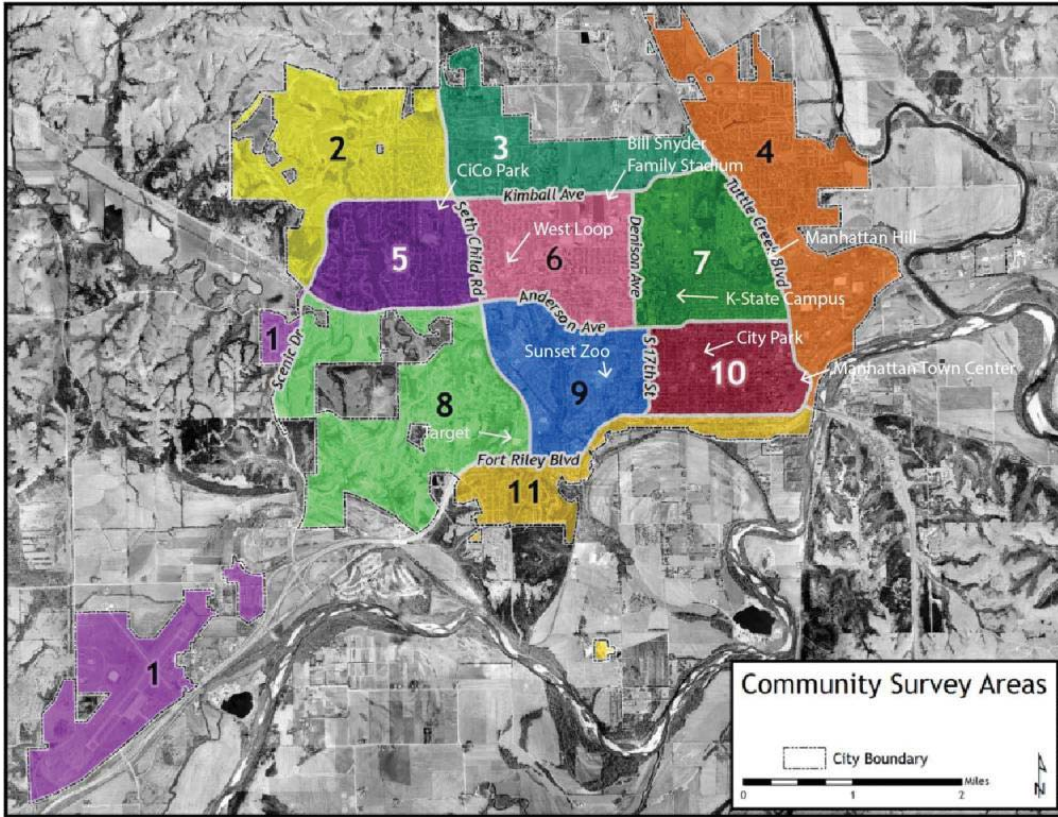 2
3
4
CiCo Park
Bill Snyder
Family Stadium
Kimball Ave
Seth Child Rd
West Loop
5
6
7
Denison Ave
Tuttle Creek Blvd
Manhattan Hill
K-State Campus
Anderson Ave
1
Scenic Dr
Sunset Zoo
S 17th St
City Park
Manhattan Town Center
10
8
9
Target
Fort Riley Blvd
11
1
Community Survey Areas
City Boundary
Miles
0
1
2
N